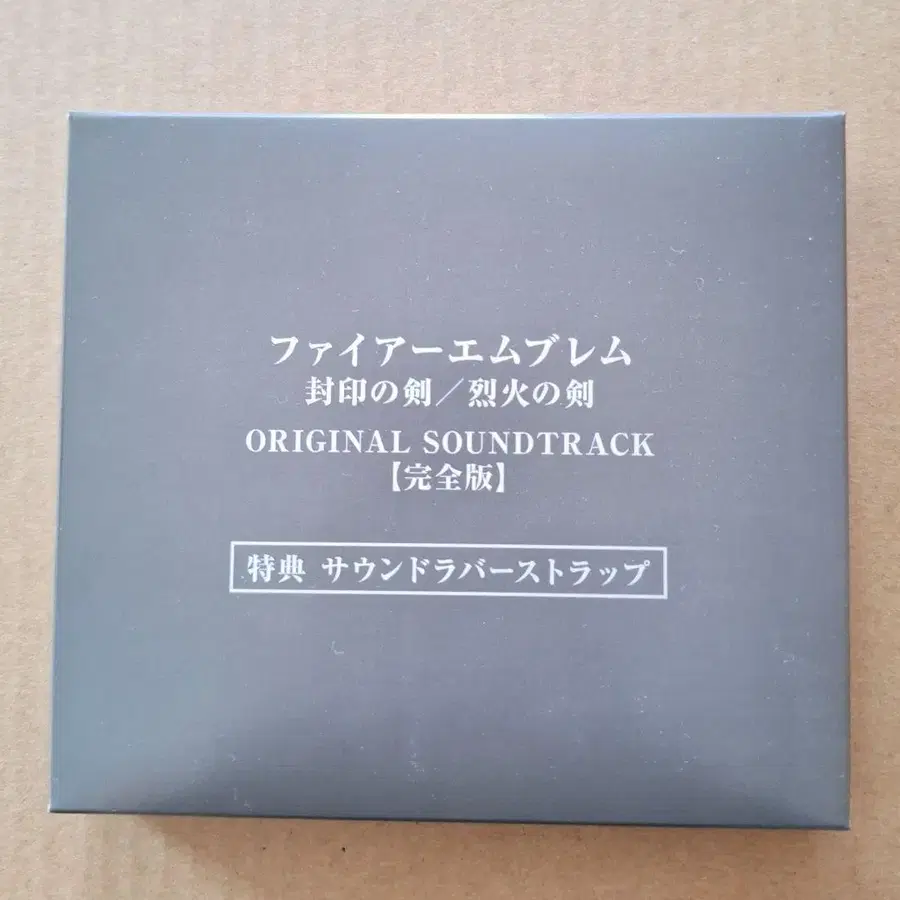 ファイアーエムブレム
封印の剣／烈火の剣
ORIGINAL SOUNDTRACK
【完全版】
特典 サウンドラバーストラップ